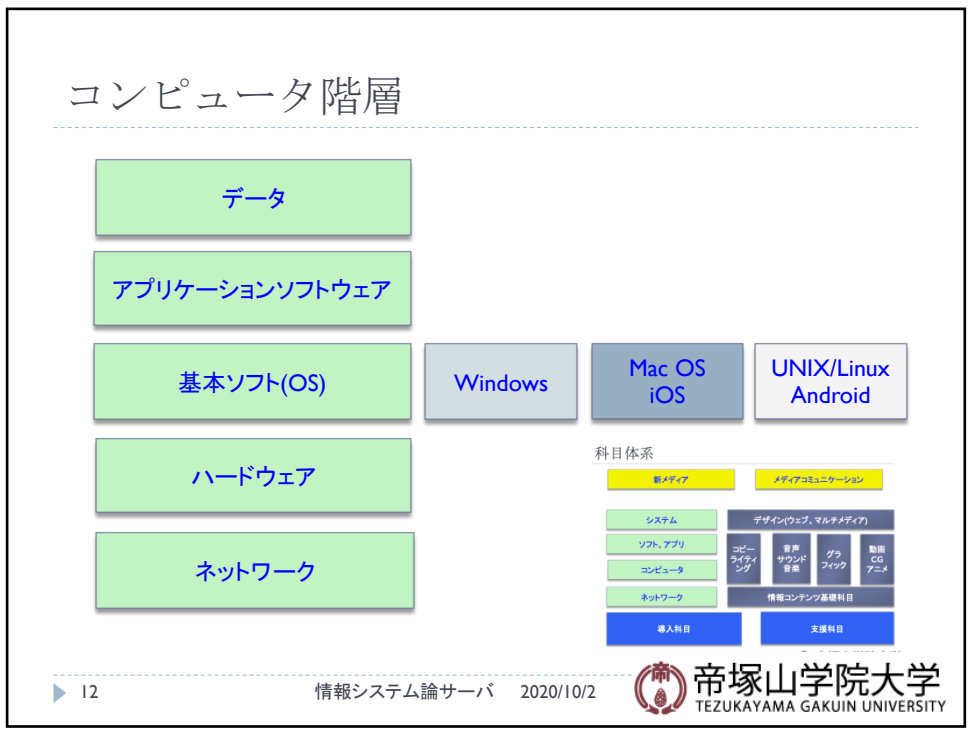 コンピュータ階層
データ
アプリケーションソフトウェア
基本ソフト(OS)
Windows
Mac OS
iOS
UNIX/Linux
Android
ハードウェア
ネットワーク
科目体系
新メディア
メディアコミュニケーション
システム
デザイン(ウェブ、マルチメディア)
ソフト、アプリ
コンピュータ
コピー
ライティ
ング
音声
サウンド
音楽
グラ
フィック
動画
CG
アニメ
ネットワーク
情報コンテンツ基礎科目
導入科目
支援科目
12
情報システム論サーバ
2020/10/2
帝塚山学院大学
TEZUKAYAMA GAKUIN UNIVERSITY